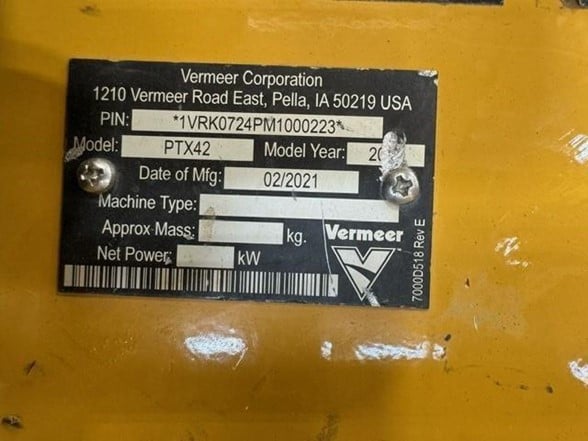 Vermeer Corporation
1210 Vermeer Road East, Pella, IA 50219 USA
PIN: *1VRK0724PM1000223*
Model: PTX42 Model Year:
Date of Mfg: 02/2021
Machine Type:
Approx Mass: kg.
Net Power: kW
Vermeer
7000D518 Rev E